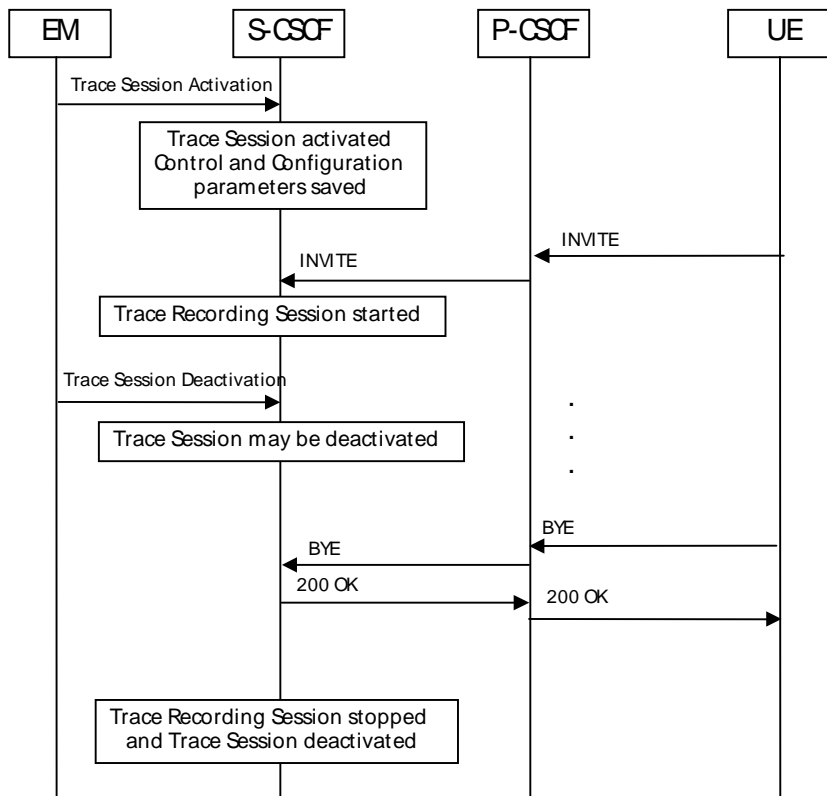 EM
S-CSCF
P-CSCF
UE
Trace Session Activation
Trace Session activated
Control and Configuration
parameters saved
INVITE
INVITE
Trace Recording Session started
Trace Session Deactivation
.
Trace Session may be deactivated
.
.
BYE
BYE
200 OK
200 OK
Trace Recording Session stopped
and Trace Session deactivated